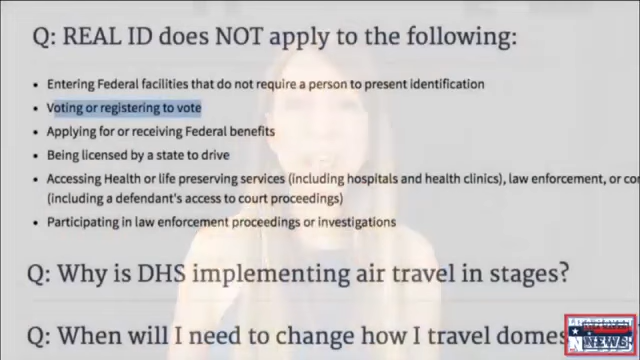 Q: REAL ID does NOT apply to the following:
• Entering Federal facilities that do not require a person to present identification
• Voting or registering to vote
• Applying for or receiving Federal benefits
• Being licensed by a state to drive
• Accessing Health or life preserving services (including hospitals and health clinics), law enforcement, or
(including a defendant's access to court proceedings)
• Participating in law enforcement proceedings or investigations
Q: Why is DHS implementing air travel in stages?
Q: When will I need to change how I travel
NEWS